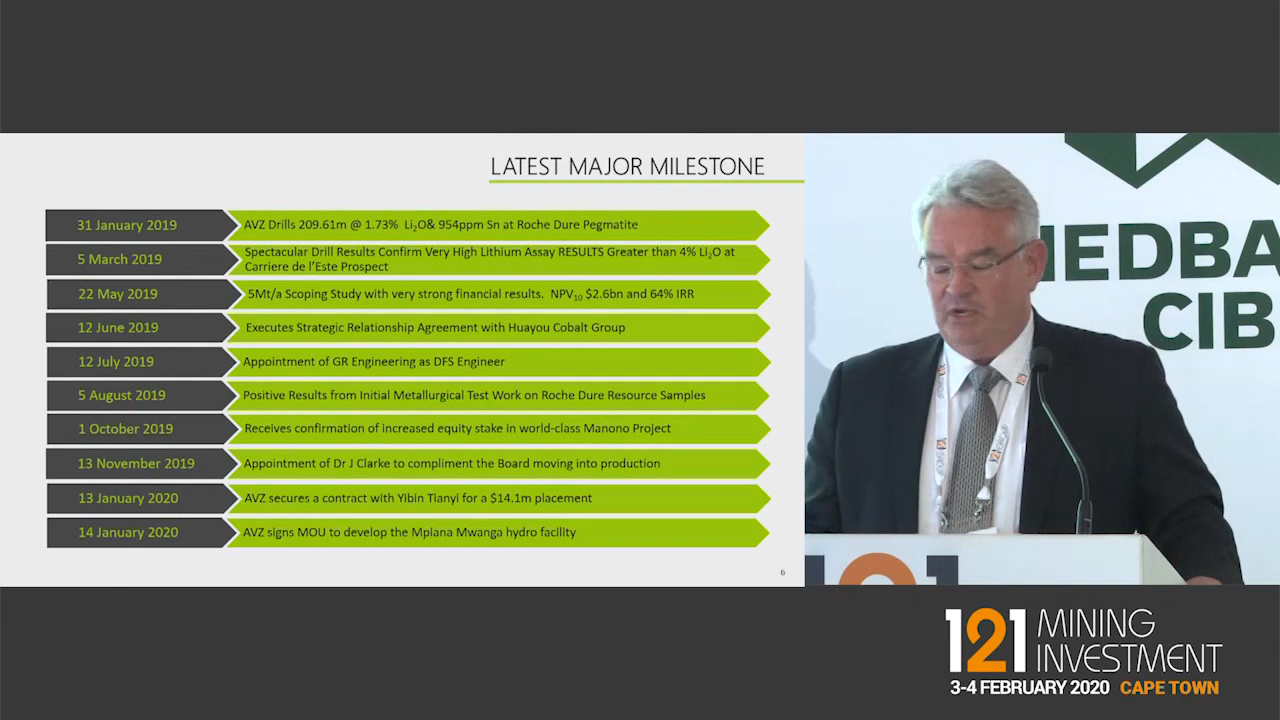 LATEST MAJOR MILESTONE
31 January 2019
AVZ Drills 209.61m @ 1.73% Li₂O& 954ppm Sn at Roche Dure Pegmatite
5 March 2019
Spectacular Drill Results Confirm Very High Lithium Assay RESULTS Greater than 4% Li₂O at
Carriere de l’Este Prospect
22 May 2019
5Mt/a Scoping Study with very strong financial results. NPV₁₀ $2.6bn and 64% IRR
12 June 2019
Executes Strategic Relationship Agreement with Huayou Cobalt Group
12 July 2019
Appointment of GR Engineering as DFS Engineer
5 August 2019
Positive Results from Initial Metallurgical Test Work on Roche Dure Resource Samples
1 October 2019
Receives confirmation of increased equity stake in world-class Manono Project
13 November 2019
Appointment of Dr J Clarke to compliment the Board moving into production
13 January 2020
AVZ secures a contract with Yibin Tianyi for a $14.1m placement
14 January 2020
AVZ signs MOU to develop the Mpiana Mwanga hydro facility
6
EDBA
CIB
121
121
121 MINING
INVESTMENT
3-4 FEBRUARY 2020 CAPE TOWN